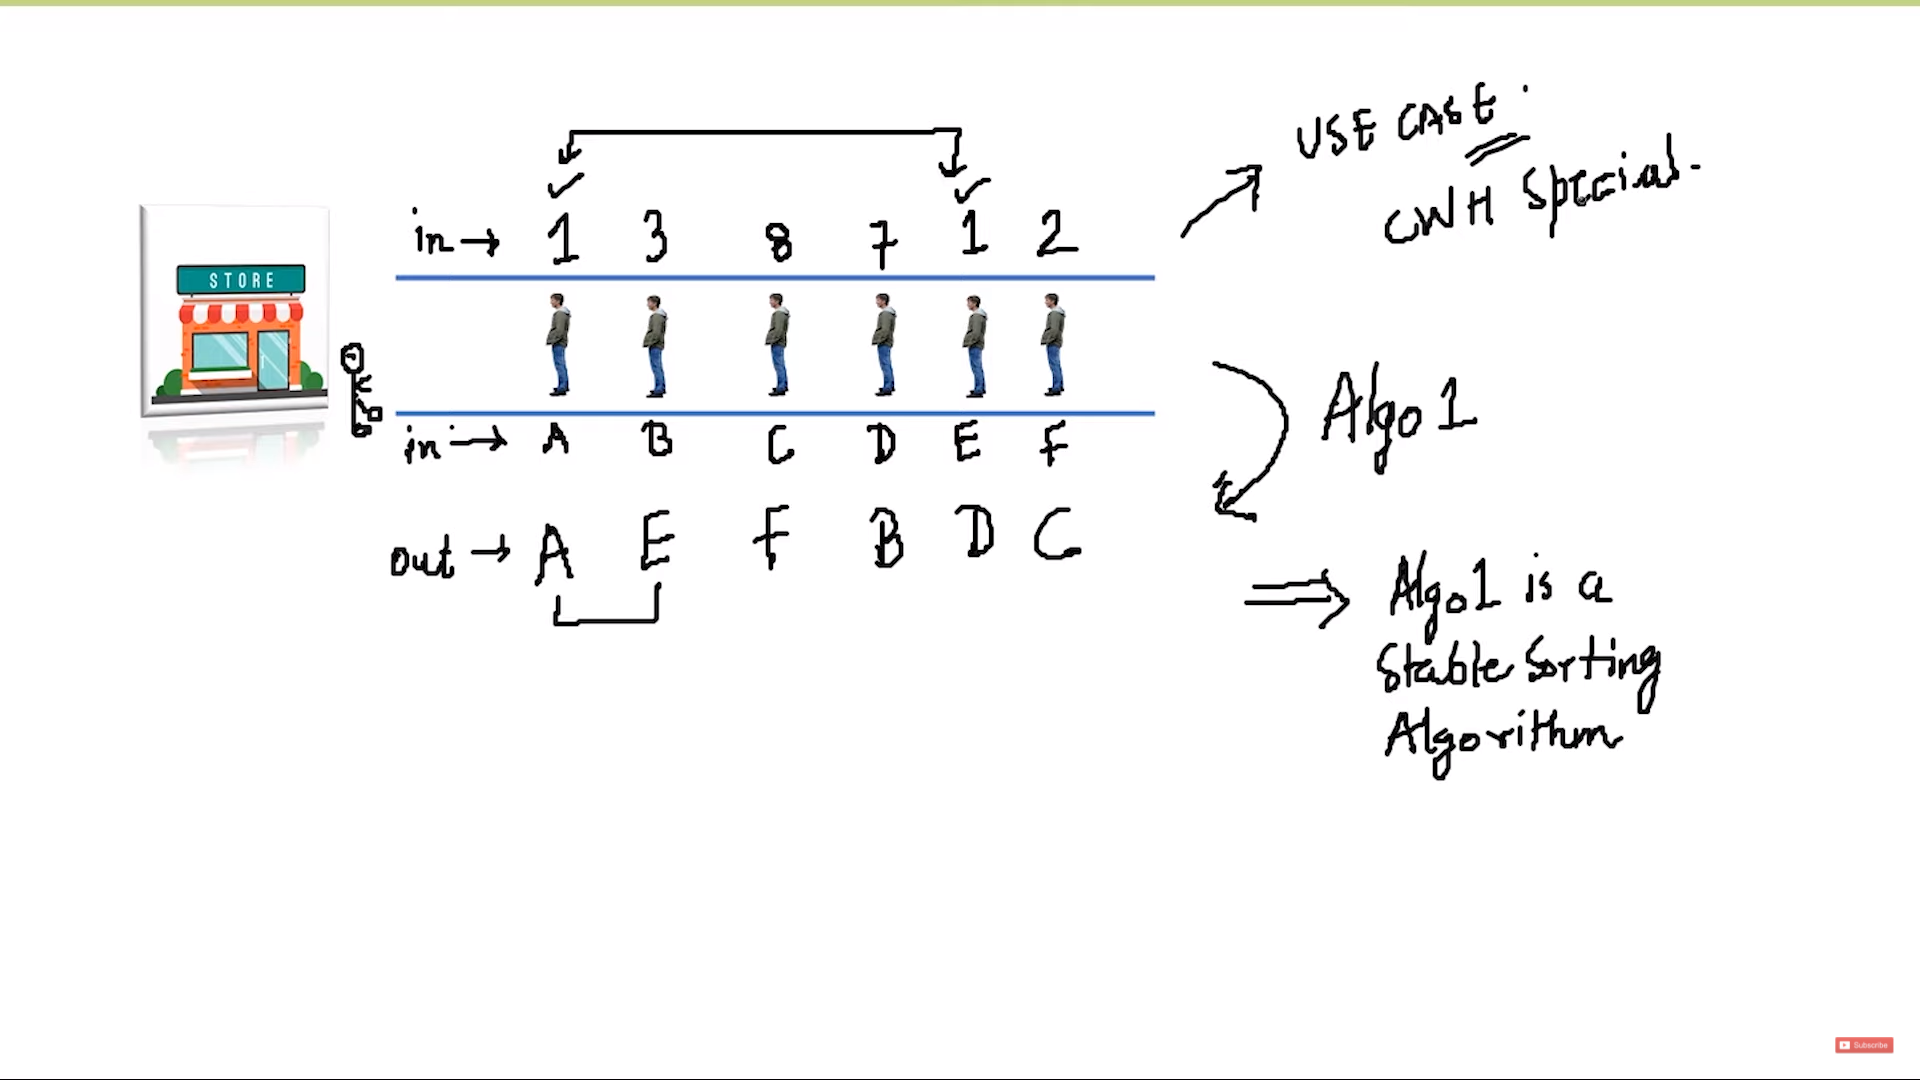 USE CASE :
CWH Special.
in → 1 3 8 7 1 2
STORE
in → A B C D E F
Algo 1
out → A E F B D C
⇒ Algo1 is a
Stable Sorting
Algorithm
Subscribe